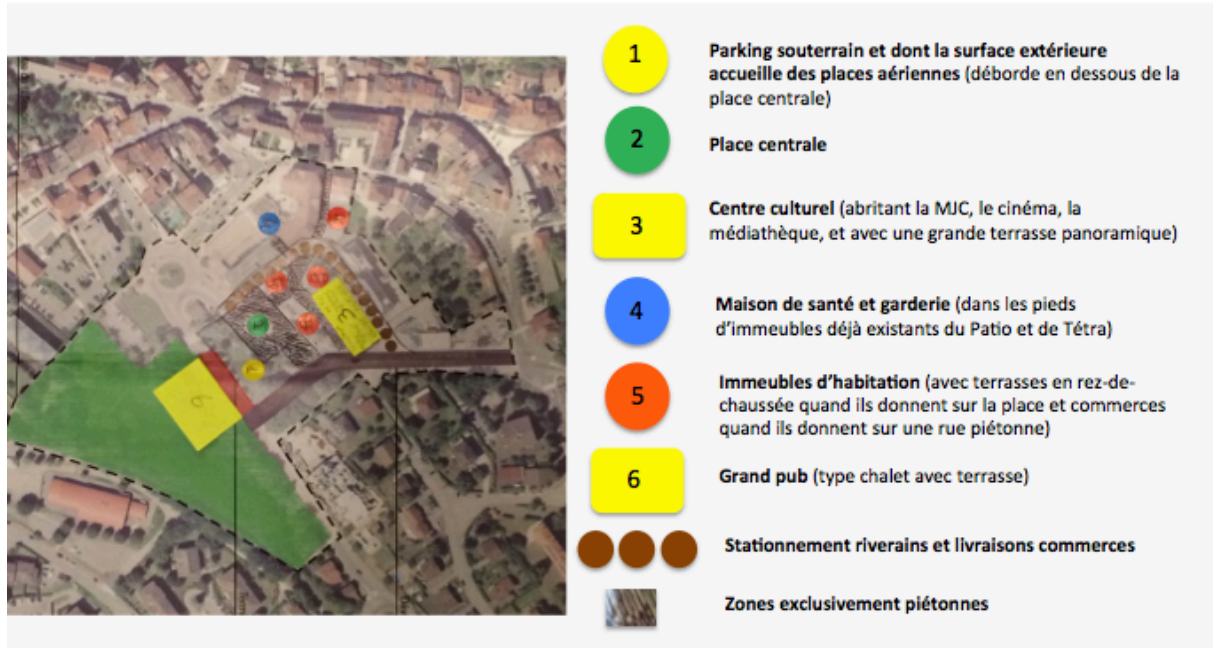 1
Parking souterrain et dont la surface extérieure
accueille des places aériennes (déborde en dessous de la
place centrale)
2
Place centrale
3
Centre culturel (abritant la MJC, le cinéma, la
médiathèque, et avec une grande terrasse panoramique)
4
Maison de santé et garderie (dans les pieds
d’immeubles déjà existants du Patio et de Tétra)
5
Immeubles d’habitation (avec terrasses en rez-de-
chaussée quand ils donnent sur la place et commerces
quand ils donnent sur une rue piétonne)
6
Grand pub (type chalet avec terrasse)
Stationnement riverains et livraisons commerces
Zones exclusivement piétonnes
3
6